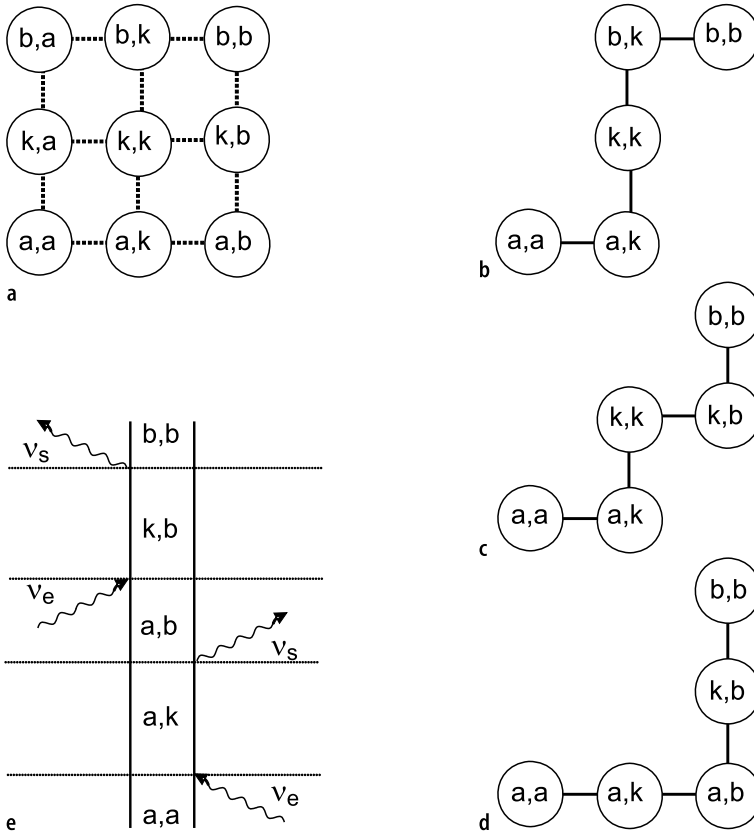 b,a b,k b,b
k,a k,k k,b
a,a a,k a,b
a
b,k b,b
k,k
a,a a,k
b
b,b
k,k k,b
a,a a,k
c
b,b
k,b
a,a a,k a,b
d
b,b
νs
k,b
νe
a,b
νs
a,k
νe
a,a
e